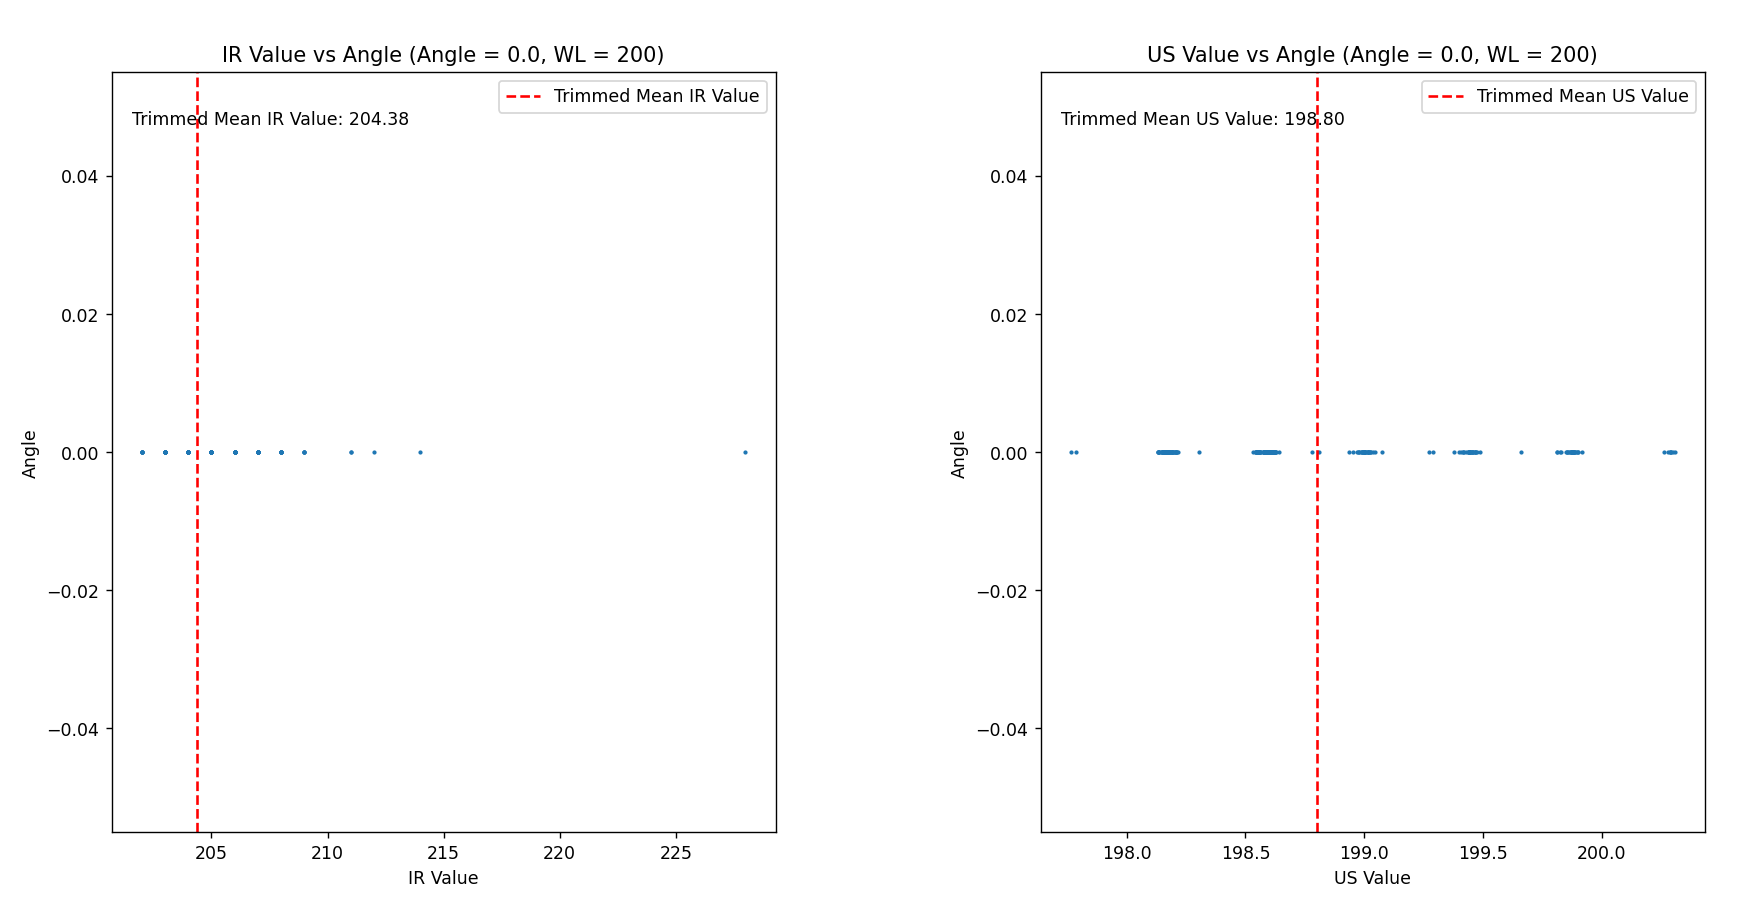 IR Value vs Angle (Angle = 0.0, WL = 200)
Trimmed Mean IR Value
Trimmed Mean IR Value: 204.38
0.04
0.02
0.00
−0.02
−0.04
Angle
205 210 215 220 225
IR Value
US Value vs Angle (Angle = 0.0, WL = 200)
Trimmed Mean US Value
Trimmed Mean US Value: 198.80
0.04
0.02
0.00
−0.02
−0.04
Angle
198.0 198.5 199.0 199.5 200.0
US Value